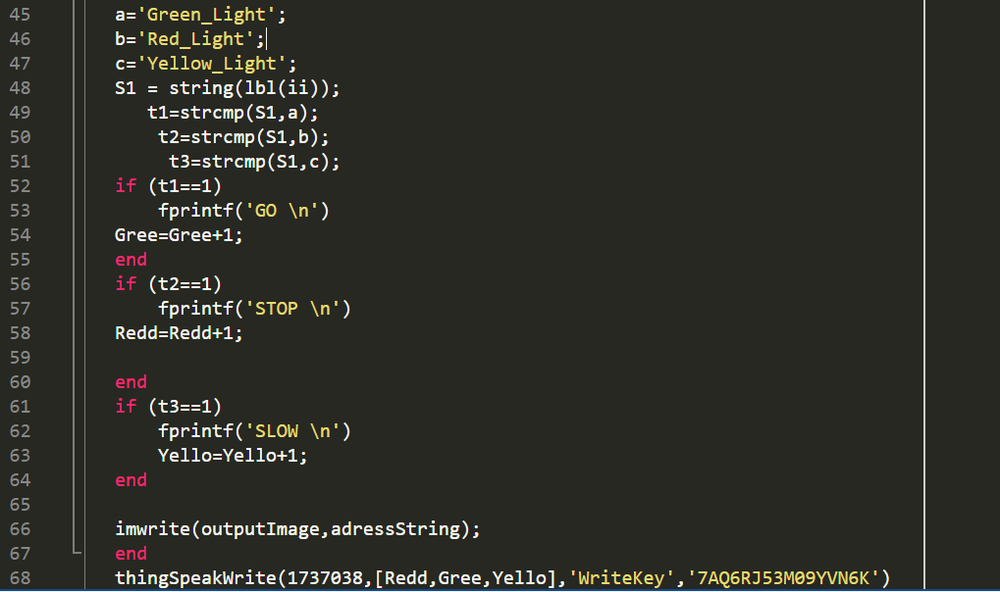 45 a='Green_Light';
46 b='Red_Light';
47 c='Yellow_Light';
48 S1 = string(lbl(ii));
49 t1=strcmp(S1,a);
50 t2=strcmp(S1,b);
51 t3=strcmp(S1,c);
52 if (t1==1)
53 fprintf('GO \n')
54 Gree=Gree+1;
55 end
56 if (t2==1)
57 fprintf('STOP \n')
58 Redd=Redd+1;
59
60 end
61 if (t3==1)
62 fprintf('SLOW \n')
63 Yello=Yello+1;
64 end
65
66 imwrite(outputImage,adressString);
67 end
68 thingSpeakWrite(1737038,[Redd,Gree,Yello],'WriteKey','7AQ6RJ53M09YVN6K')